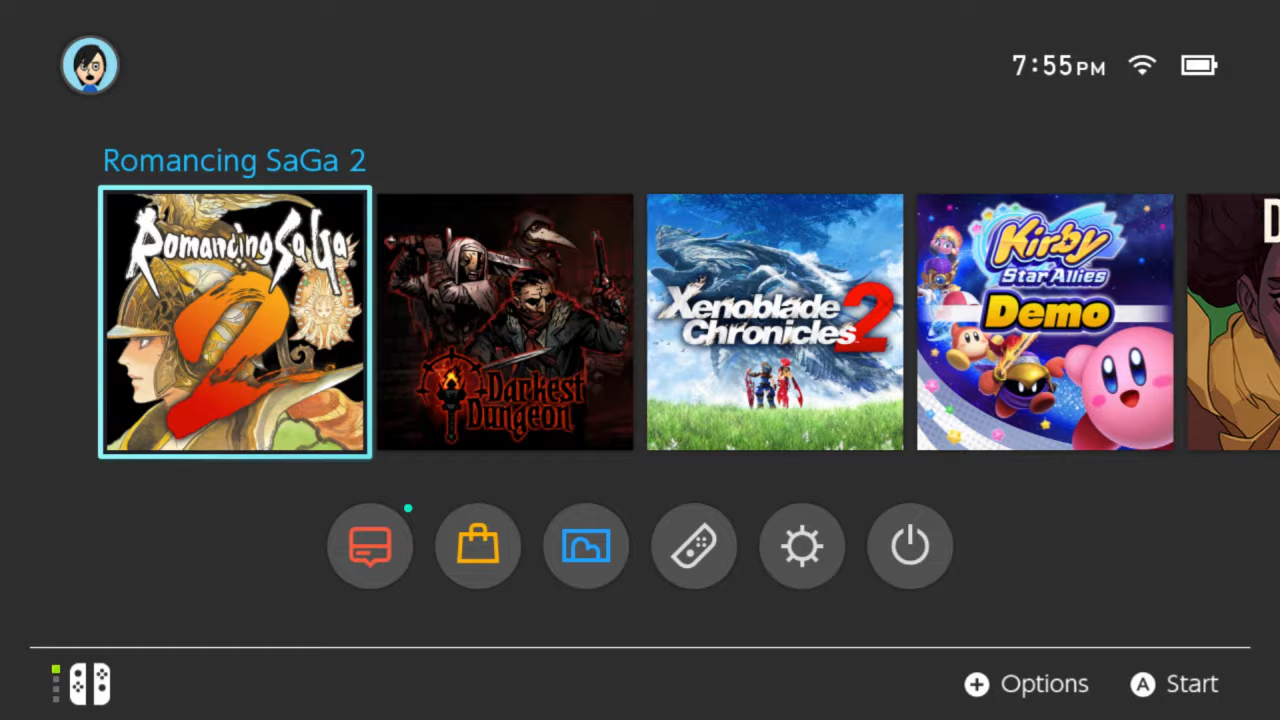 7:55PM
Romancing SaGa 2
Romancing SaGa
2
Darkest
Dungeon
Xenoblade
Chronicles 2
Kirby
Star Allies
Demo
D
Options
A Start